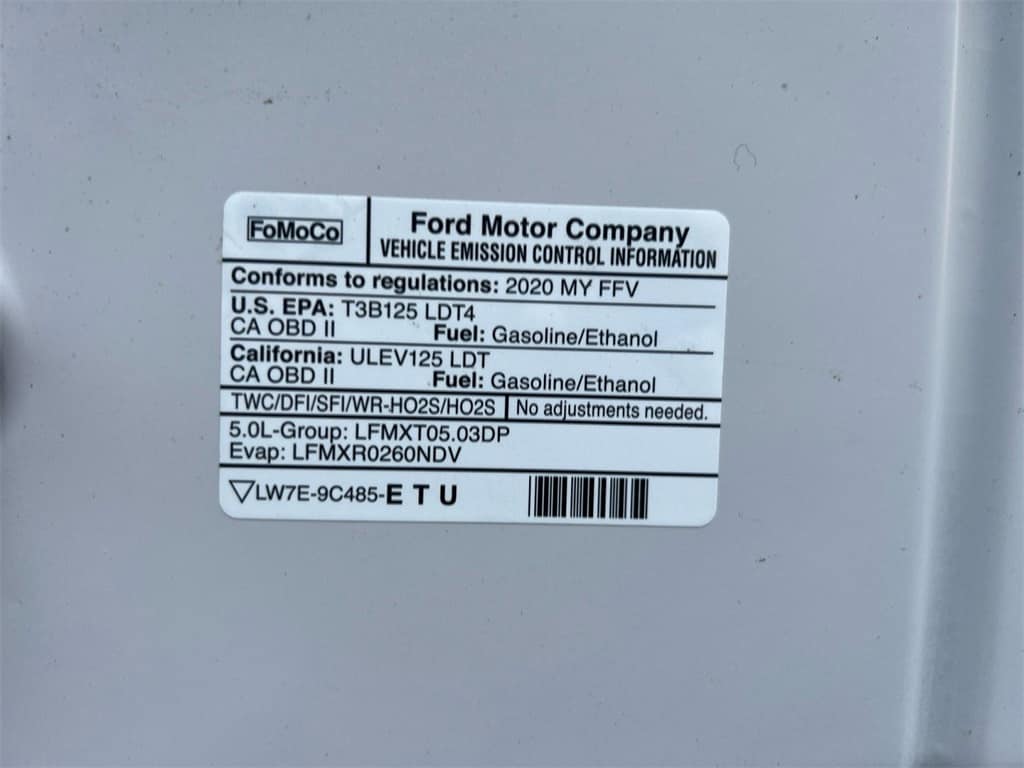 FoMoCo
Ford Motor Company
VEHICLE EMISSION CONTROL INFORMATION
Conforms to regulations: 2020 MY FFV
U.S. EPA: T3B125 LDT4
CA OBD II Fuel: Gasoline/Ethanol
California: ULEV125 LDT
CA OBD II Fuel: Gasoline/Ethanol
TWC/DFI/SFI/WR-HO2S/HO2S No adjustments needed.
5.0L-Group: LFMXT05.03DP
Evap: LFMXR0260NDV
LW7E-9C485-E T U